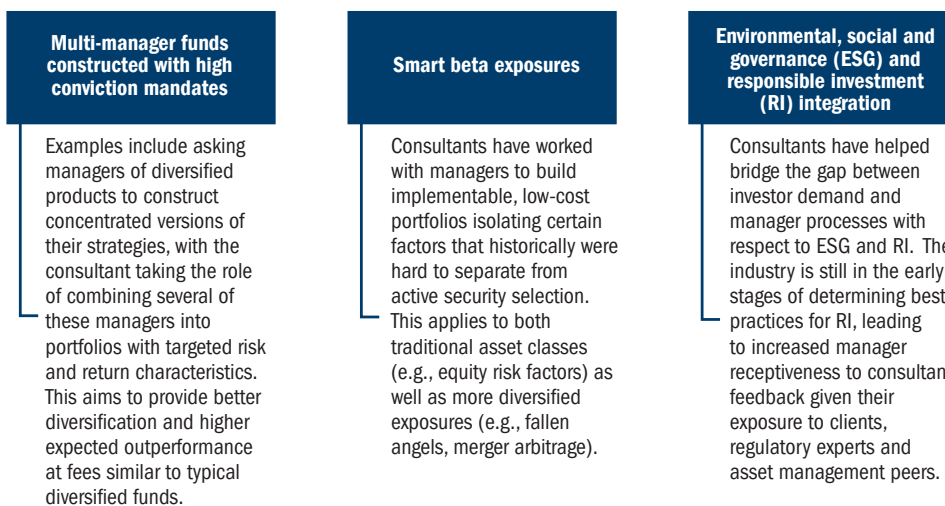 Multi-manager funds
constructed with high
conviction mandates
Examples include asking
managers of diversified
products to construct
concentrated versions of
their strategies, with the
consultant taking the role
of combining several of
these managers into
portfolios with targeted risk
and return characteristics.
This aims to provide better
diversification and higher
expected outperformance
at fees similar to typical
diversified funds.
Smart beta exposures
Consultants have worked
with managers to build
implementable, low-cost
portfolios isolating certain
factors that historically were
hard to separate from
active security selection.
This applies to both
traditional asset classes
(e.g., equity risk factors) as
well as more diversified
exposures (e.g., fallen
angels, merger arbitrage).
Environmental, social and
governance (ESG) and
responsible investment
(RI) integration
Consultants have helped
bridge the gap between
investor demand and
manager processes with
respect to ESG and RI. The
industry is still in the early
stages of determining best
practices for RI, leading
to increased manager
receptiveness to consultan
feedback given their
exposure to clients,
regulatory experts and
asset management peers.